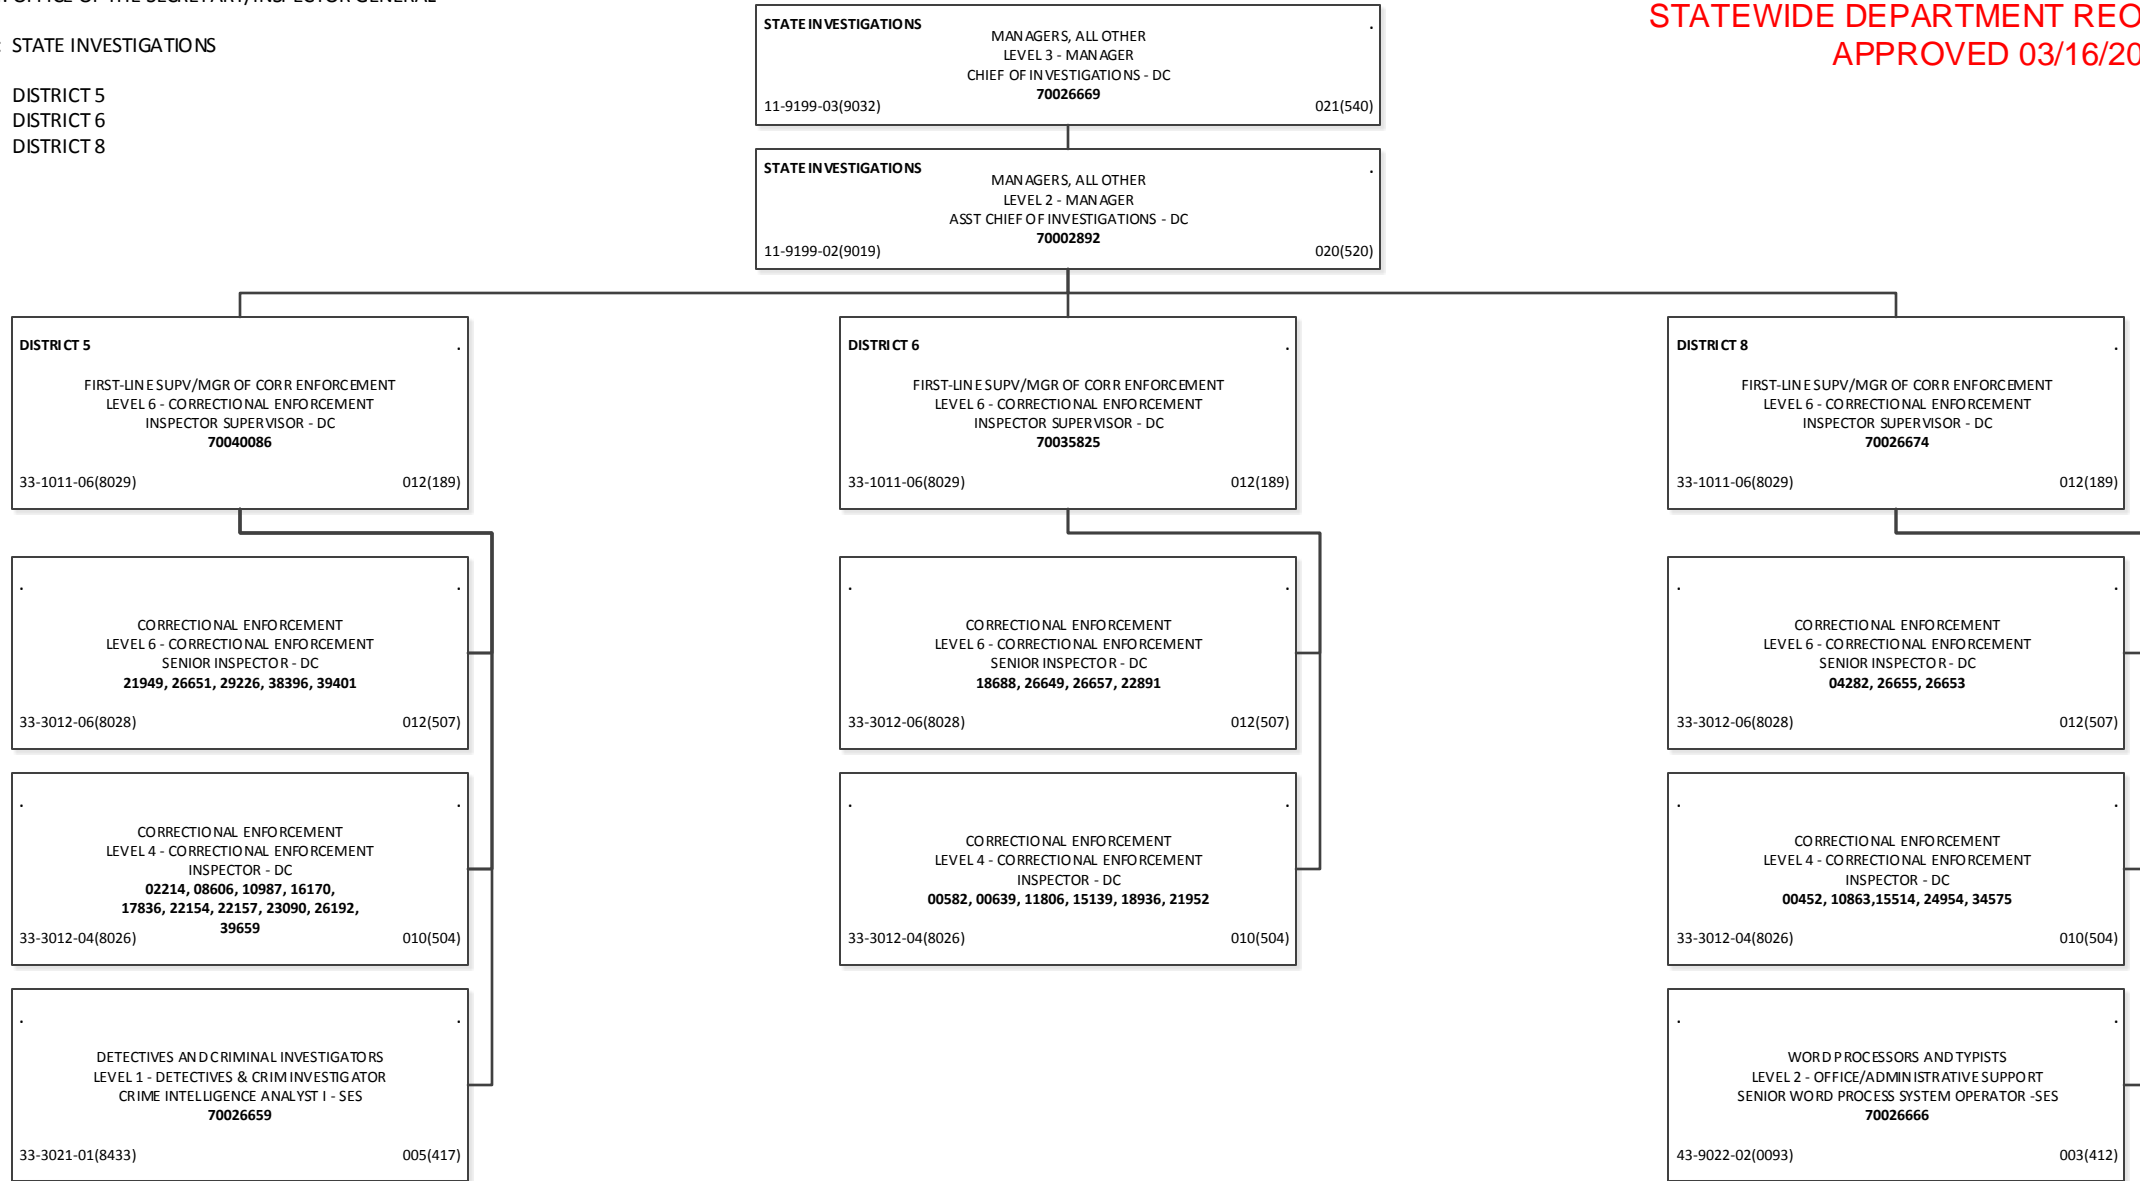 OFFICE OF THE SECRETARY/INSPECTOR GENERAL
: STATE INVESTIGATIONS
DISTRICT 5
DISTRICT 6
DISTRICT 8
STATEWIDE DEPARTMENT
APPROVED 03/16/20
STATE INVESTIGATIONS .
MANAGERS, ALL OTHER
LEVEL 3 - MANAGER
CHIEF OF INVESTIGATIONS - DC
70026669
11-9199-03(9032) 021(540)
STATE INVESTIGATIONS .
MANAGERS, ALL OTHER
LEVEL 2 - MANAGER
ASST CHIEF OF INVESTIGATIONS - DC
70002892
11-9199-02(9019) 020(520)
DISTRICT 5 .
FIRST-LINE SUPV/MGR OF CORR ENFORCEMENT
LEVEL 6 - CORRECTIONAL ENFORCEMENT
INSPECTOR SUPERVISOR - DC
70040086
33-1011-06(8029) 012(189)
DISTRICT 6 .
FIRST-LINE SUPV/MGR OF CORR ENFORCEMENT
LEVEL 6 - CORRECTIONAL ENFORCEMENT
INSPECTOR SUPERVISOR - DC
70035825
33-1011-06(8029) 012(189)
DISTRICT 8 .
FIRST-LINE SUPV/MGR OF CORR ENFORCEMENT
LEVEL 6 - CORRECTIONAL ENFORCEMENT
INSPECTOR SUPERVISOR - DC
70026674
33-1011-06(8029) 012(189)
. .
CORRECTIONAL ENFORCEMENT
LEVEL 6 - CORRECTIONAL ENFORCEMENT
SENIOR INSPECTOR - DC
21949, 26651, 29226, 38396, 39401
33-3012-06(8028) 012(507)
. .
CORRECTIONAL ENFORCEMENT
LEVEL 6 - CORRECTIONAL ENFORCEMENT
SENIOR INSPECTOR - DC
18688, 26649, 26657, 22891
33-3012-06(8028) 012(507)
. .
CORRECTIONAL ENFORCEMENT
LEVEL 6 - CORRECTIONAL ENFORCEMENT
SENIOR INSPECTOR - DC
04282, 26655, 26653
33-3012-06(8028) 012(507)
. .
CORRECTIONAL ENFORCEMENT
LEVEL 4 - CORRECTIONAL ENFORCEMENT
INSPECTOR - DC
02214, 08606, 10987, 16170,
17836, 22154, 22157, 23090, 26192,
39659
33-3012-04(8026) 010(504)
. .
CORRECTIONAL ENFORCEMENT
LEVEL 4 - CORRECTIONAL ENFORCEMENT
INSPECTOR - DC
00582, 00639, 11806, 15139, 18936, 21952
33-3012-04(8026) 010(504)
. .
CORRECTIONAL ENFORCEMENT
LEVEL 4 - CORRECTIONAL ENFORCEMENT
INSPECTOR - DC
00452, 10863,15514, 24954, 34575
33-3012-04(8026) 010(504)
. .
DETECTIVES AND CRIMINAL INVESTIGATORS
LEVEL 1 - DETECTIVES & CRIM INVESTIGATOR
CRIME INTELLIGENCE ANALYST I - SES
70026659
33-3021-01(8433) 005(417)
. .
WORD PROCESSORS AND TYPISTS
LEVEL 2 - OFFICE/ADMINISTRATIVE SUPPORT
SENIOR WORD PROCESS SYSTEM OPERATOR -SES
70026666
43-9022-02(0093) 003(412)